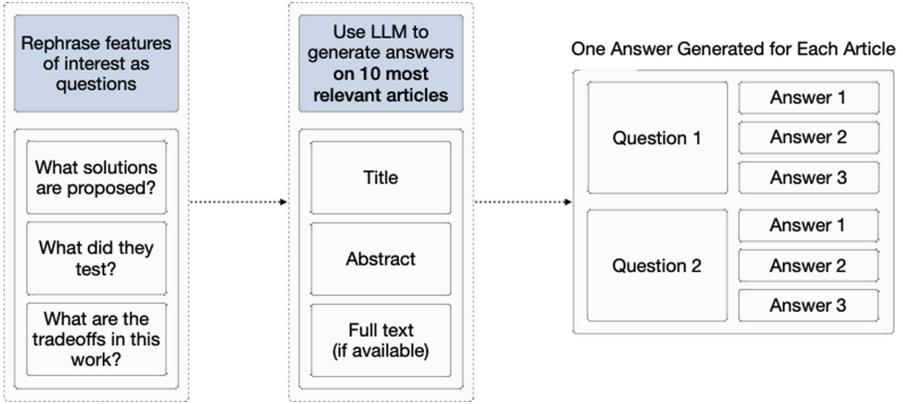 Rephrase features
of interest as
questions
What solutions
are proposed?
What did they
test?
What are the
tradeoffs in this
work?
Use LLM to
generate answers
on 10 most
relevant articles
Title
Abstract
Full text
(if available)
One Answer Generated for Each Article
Question 1
Answer 1
Answer 2
Answer 3
Question 2
Answer 1
Answer 2
Answer 3